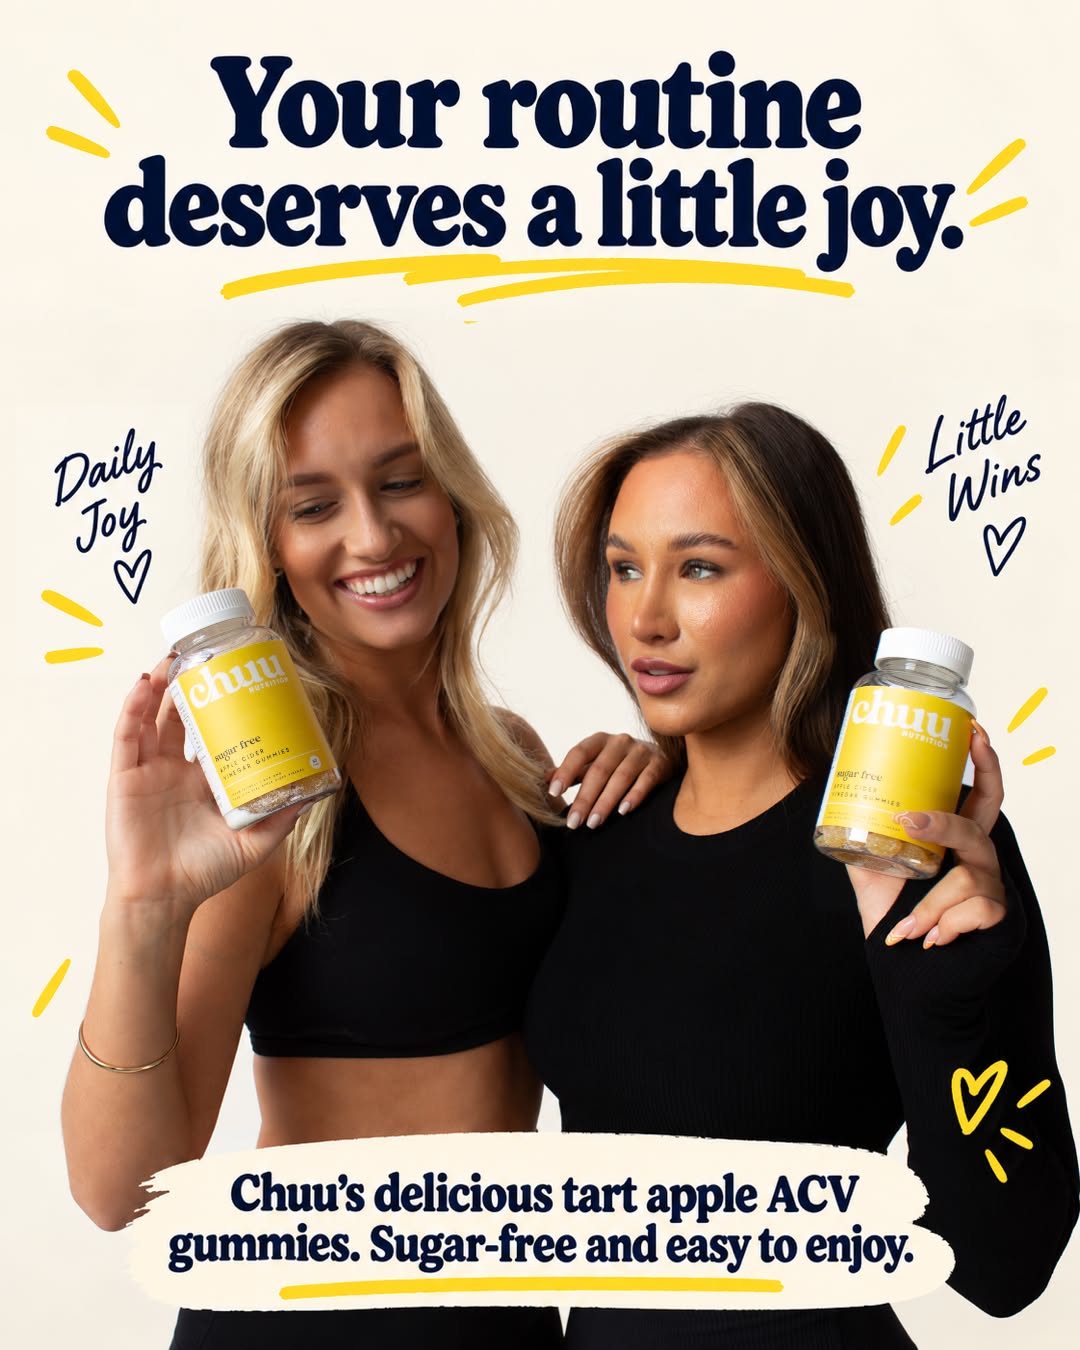 Your routine
deserves a little joy.
Daily
Joy
Little
Wins
chuu
NUTRITION
sugar free
APPLE CIDER
VINEGAR GUMMIES
chuu
NUTRITION
sugar free
APPLE CIDER
VINEGAR GUMMIES
Chuu's delicious tart apple ACV
gummies. Sugar-free and easy to enjoy.